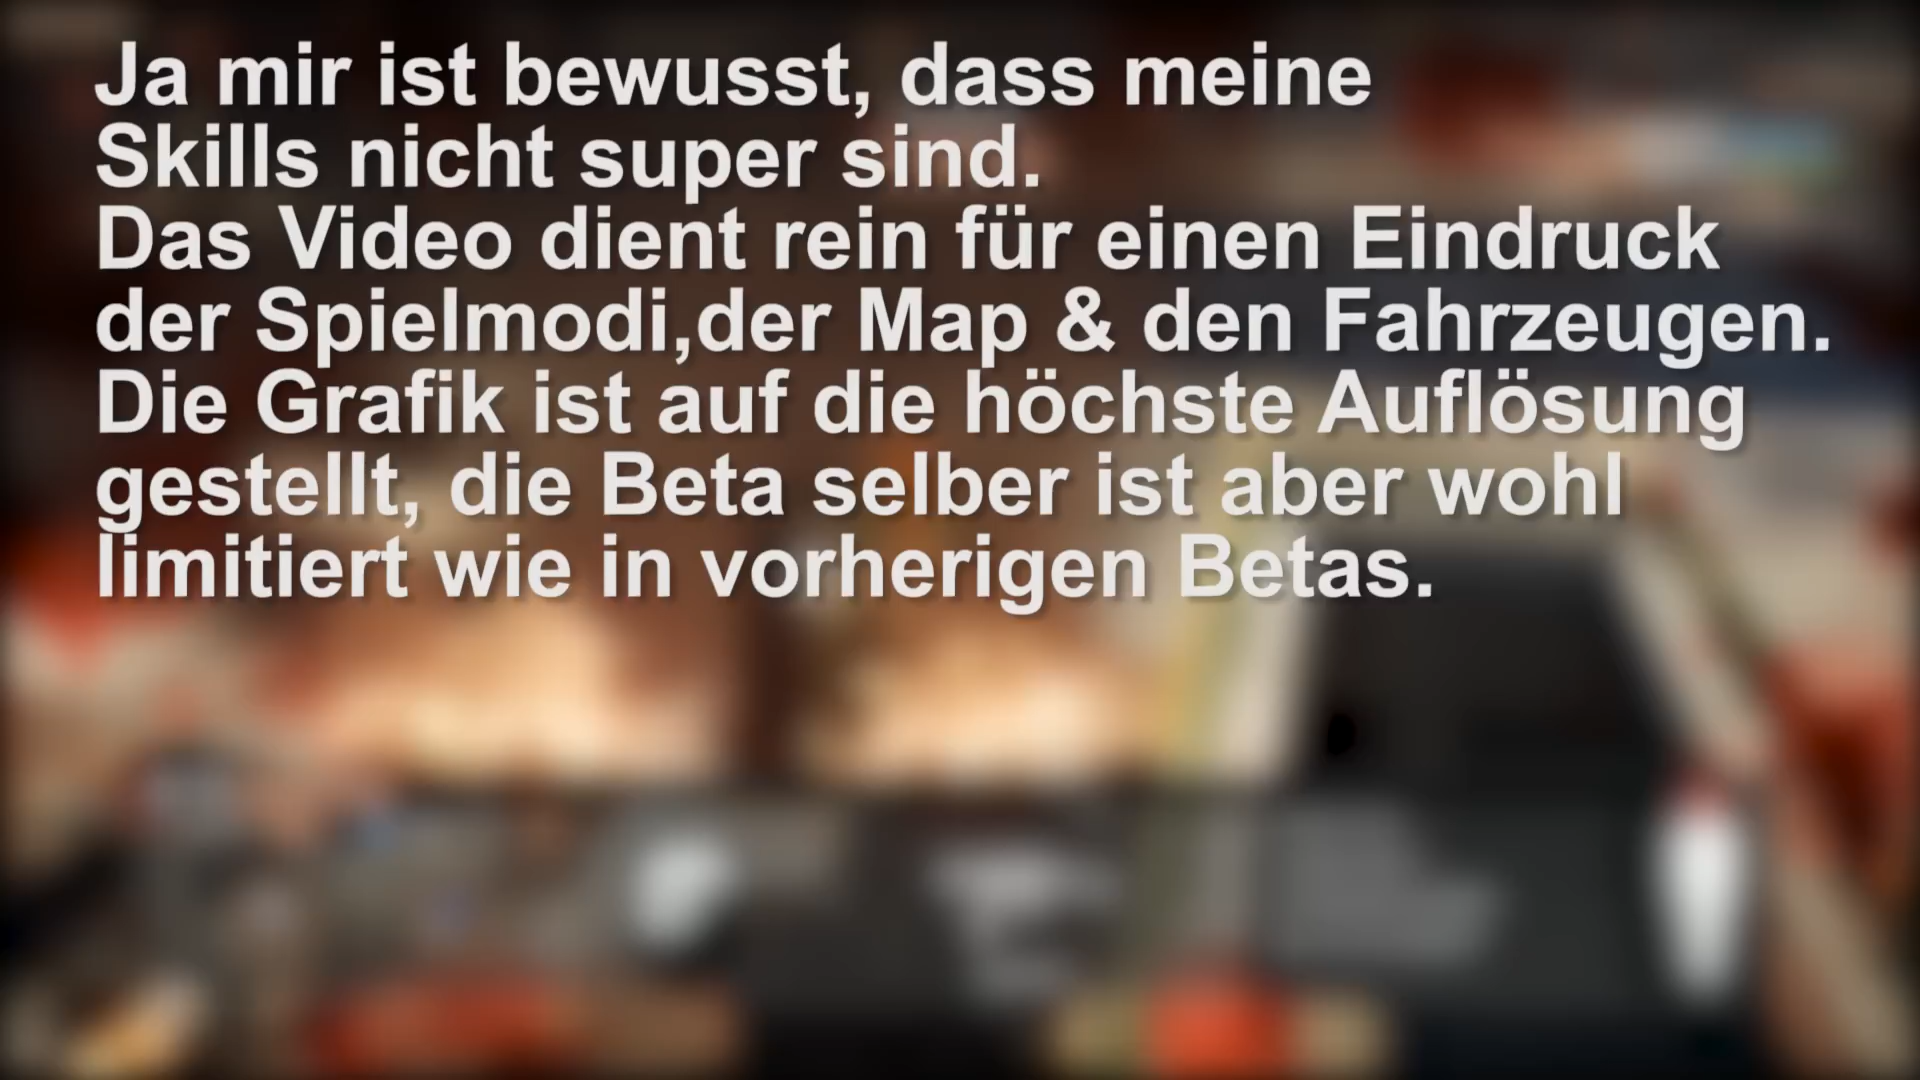 Ja mir ist bewusst, dass meine
Skills nicht super sind.
Das Video dient rein für einen Eindruck
der Spielmodi,der Map & den Fahrzeugen.
Die Grafik ist auf die höchste Auflösung
gestellt, die Beta selber ist aber wohl
limitiert wie in vorherigen Betas.